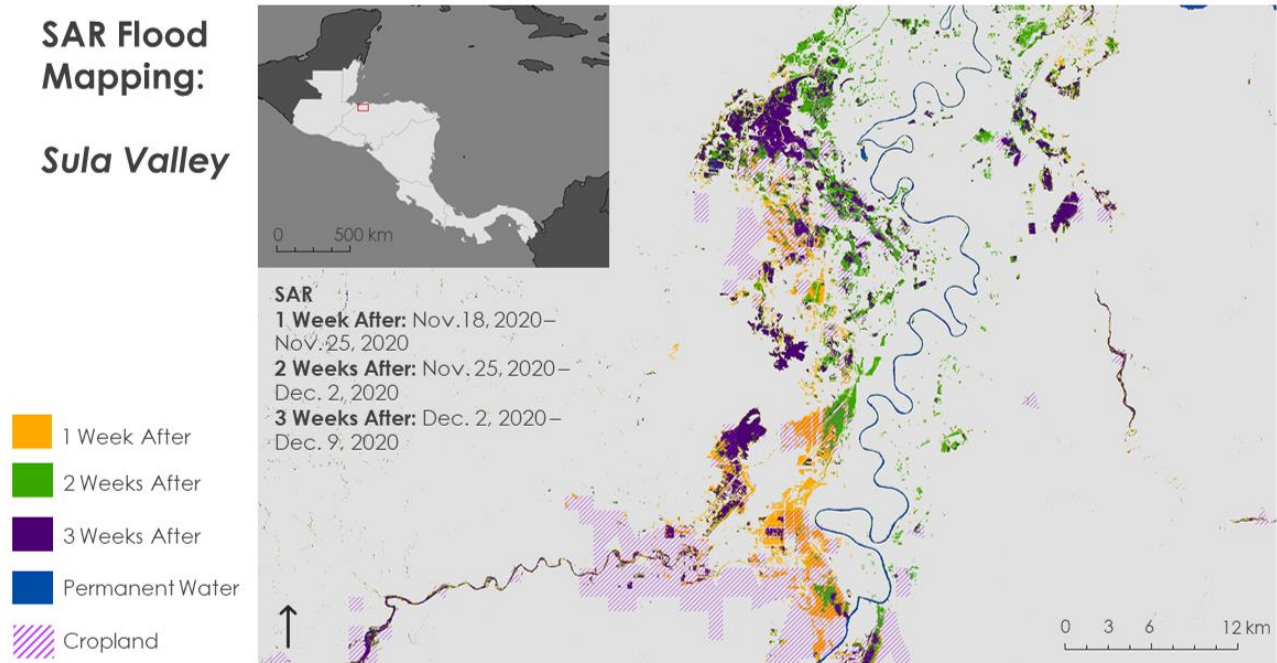 SAR Flood
Mapping:
Sula Valley
0 500 km
SAR
1 Week After: Nov.18, 2020–
Nov. 25, 2020
2 Weeks After: Nov. 25, 2020–
Dec. 2, 2020
3 Weeks After: Dec. 2, 2020–
Dec. 9, 2020
1 Week After
2 Weeks After
3 Weeks After
Permanent Water
Cropland
0 3 6 12 km